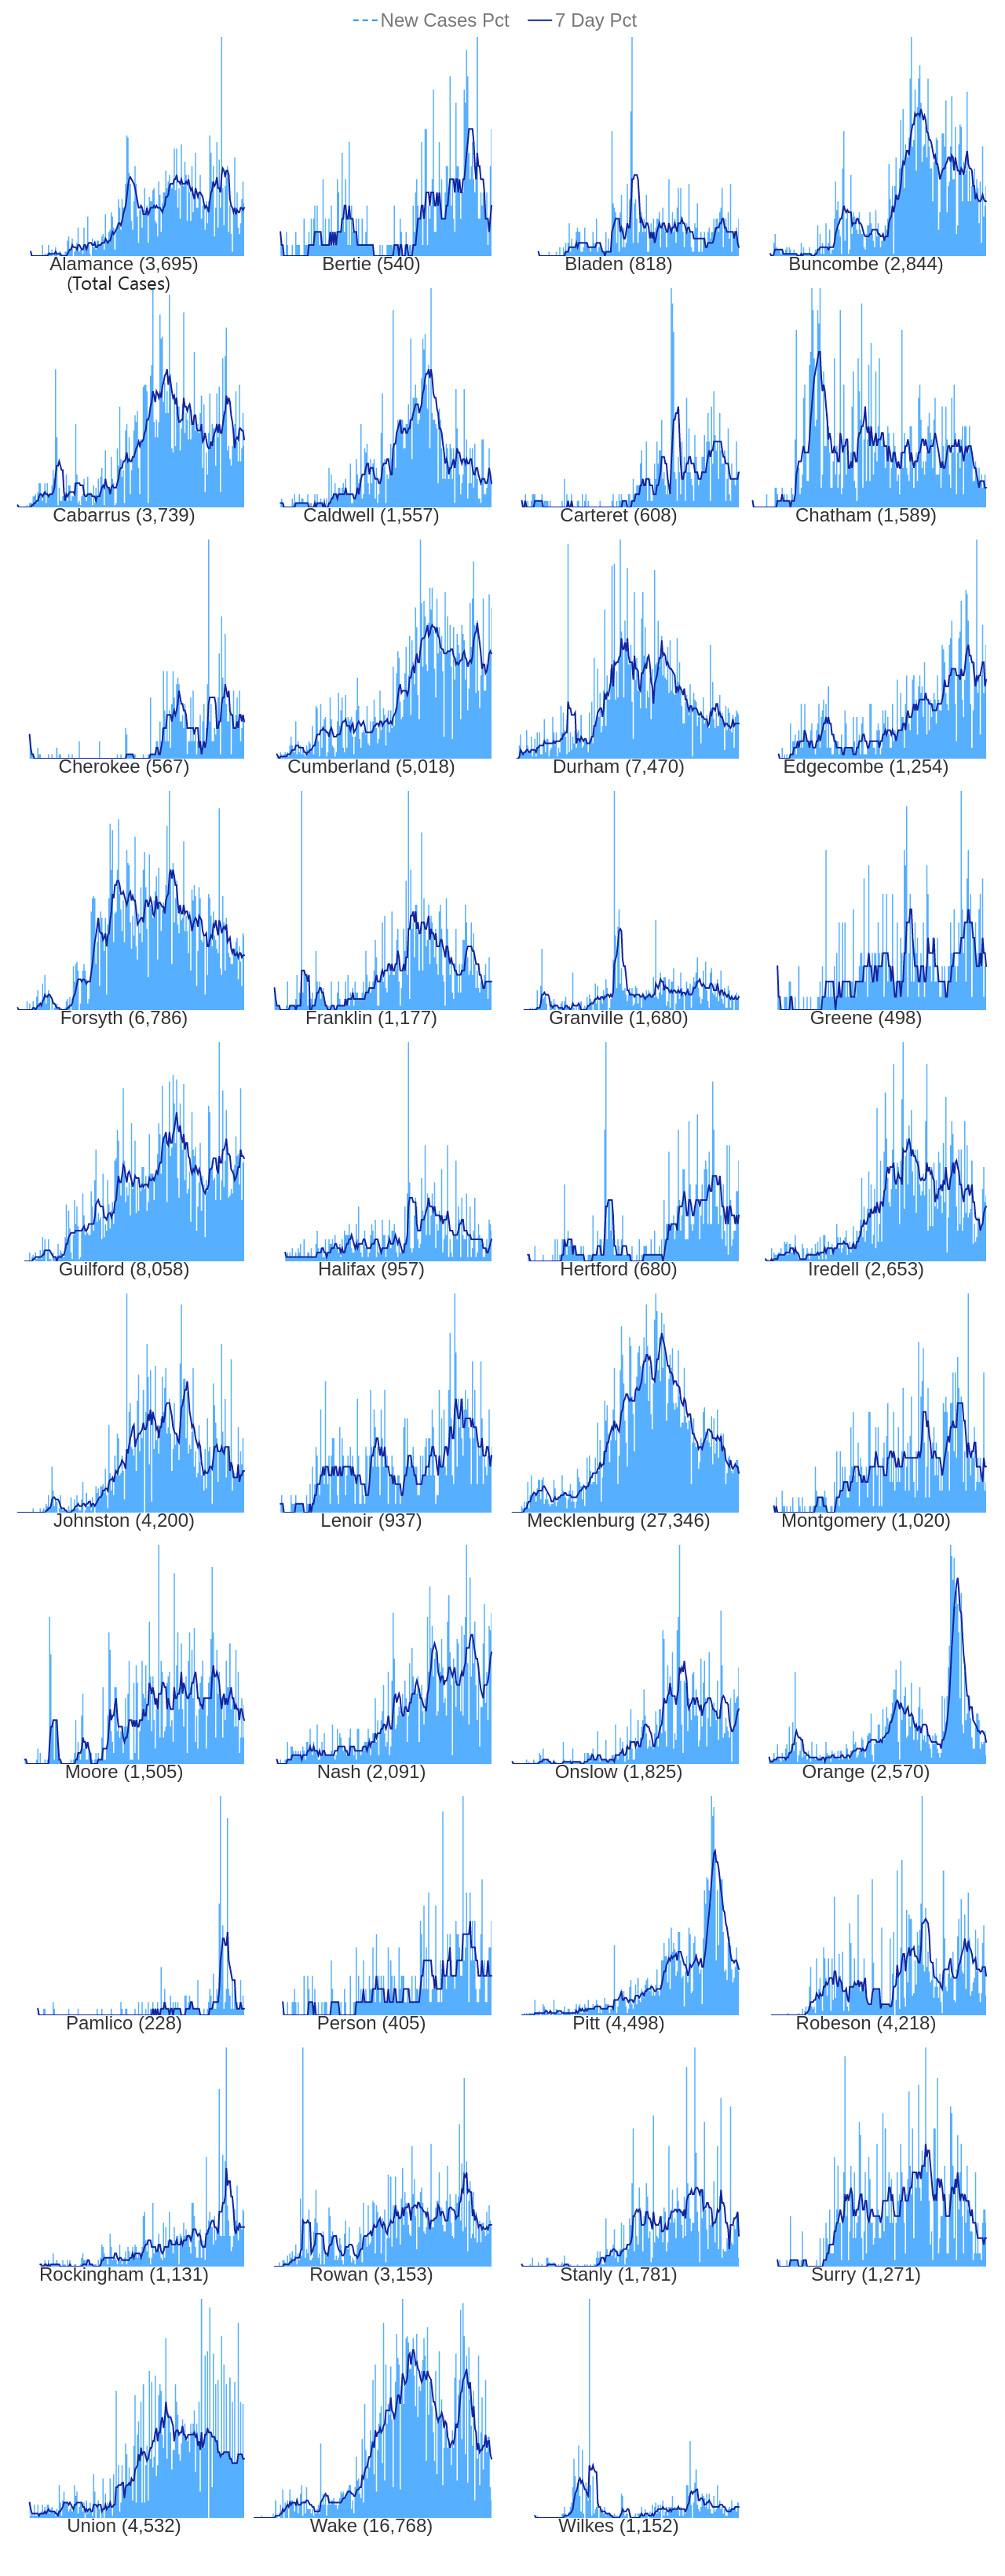 New Cases Pct 7 Day Pct
Alamance (3,695) Bertie (540) Bladen (818) Buncombe (2,844)
(Total Cases)
Cabarrus (3,739) Caldwell (1,557) Carteret (608) Chatham (1,589)
Cherokee (567) Cumberland (5,018) Durham (7,470) Edgecombe (1,254)
Forsyth (6,786) Franklin (1,177) Granville (1,680) Greene (498)
Guilford (8,058) Halifax (957) Hertford (680) Iredell (2,653)
Johnston (4,200) Lenoir (937) Mecklenburg (27,346) Montgomery (1,020)
Moore (1,505) Nash (2,091) Onslow (1,825) Orange (2,570)
Pamlico (228) Person (405) Pitt (4,498) Robeson (4,218)
Rockingham (1,131) Rowan (3,153) Stanly (1,781) Surry (1,271)
Union (4,532) Wake (16,768) Wilkes (1,152)